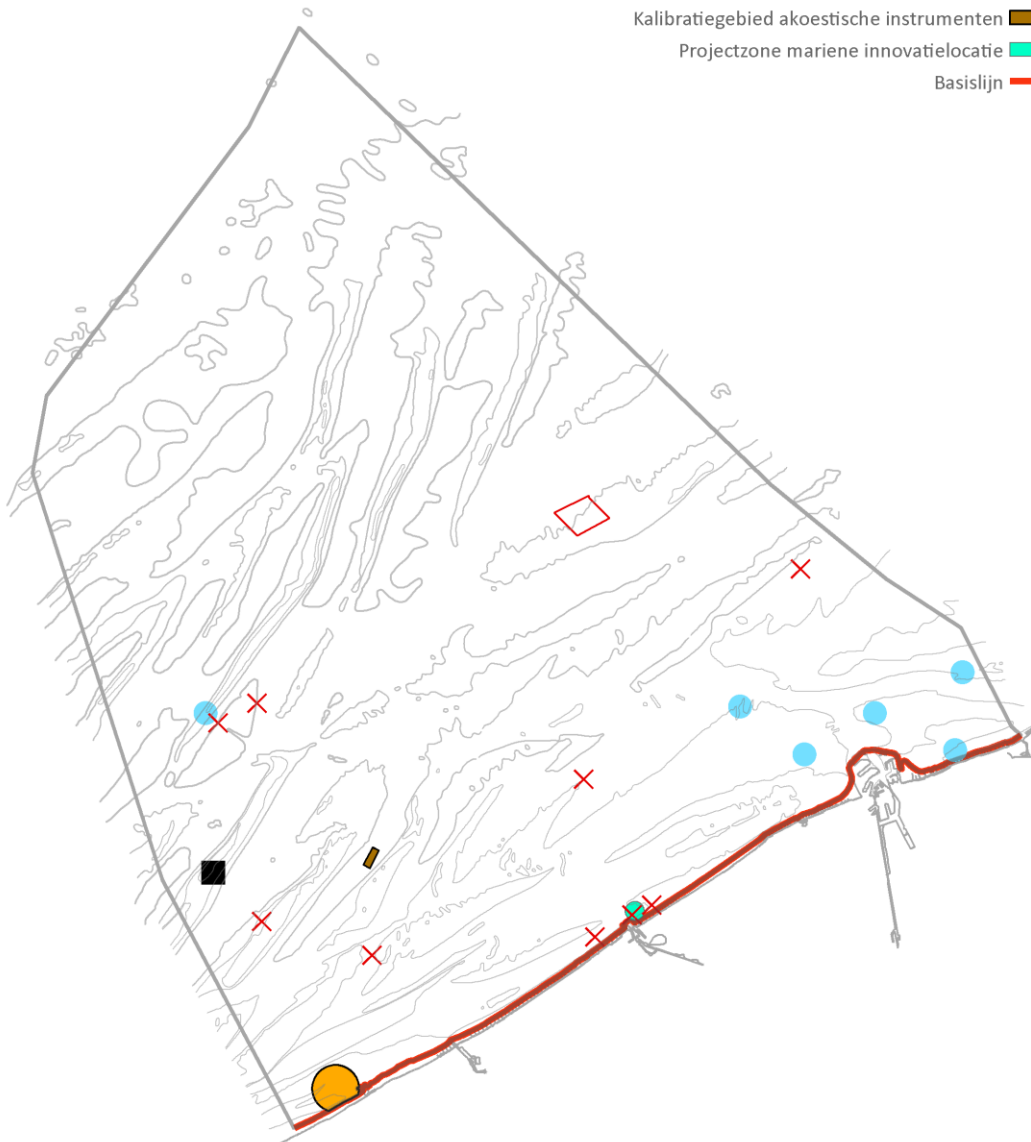 Kalibratiegebied akoestische instrumenten
Projectzone mariene innovatielocatie
Basislijn